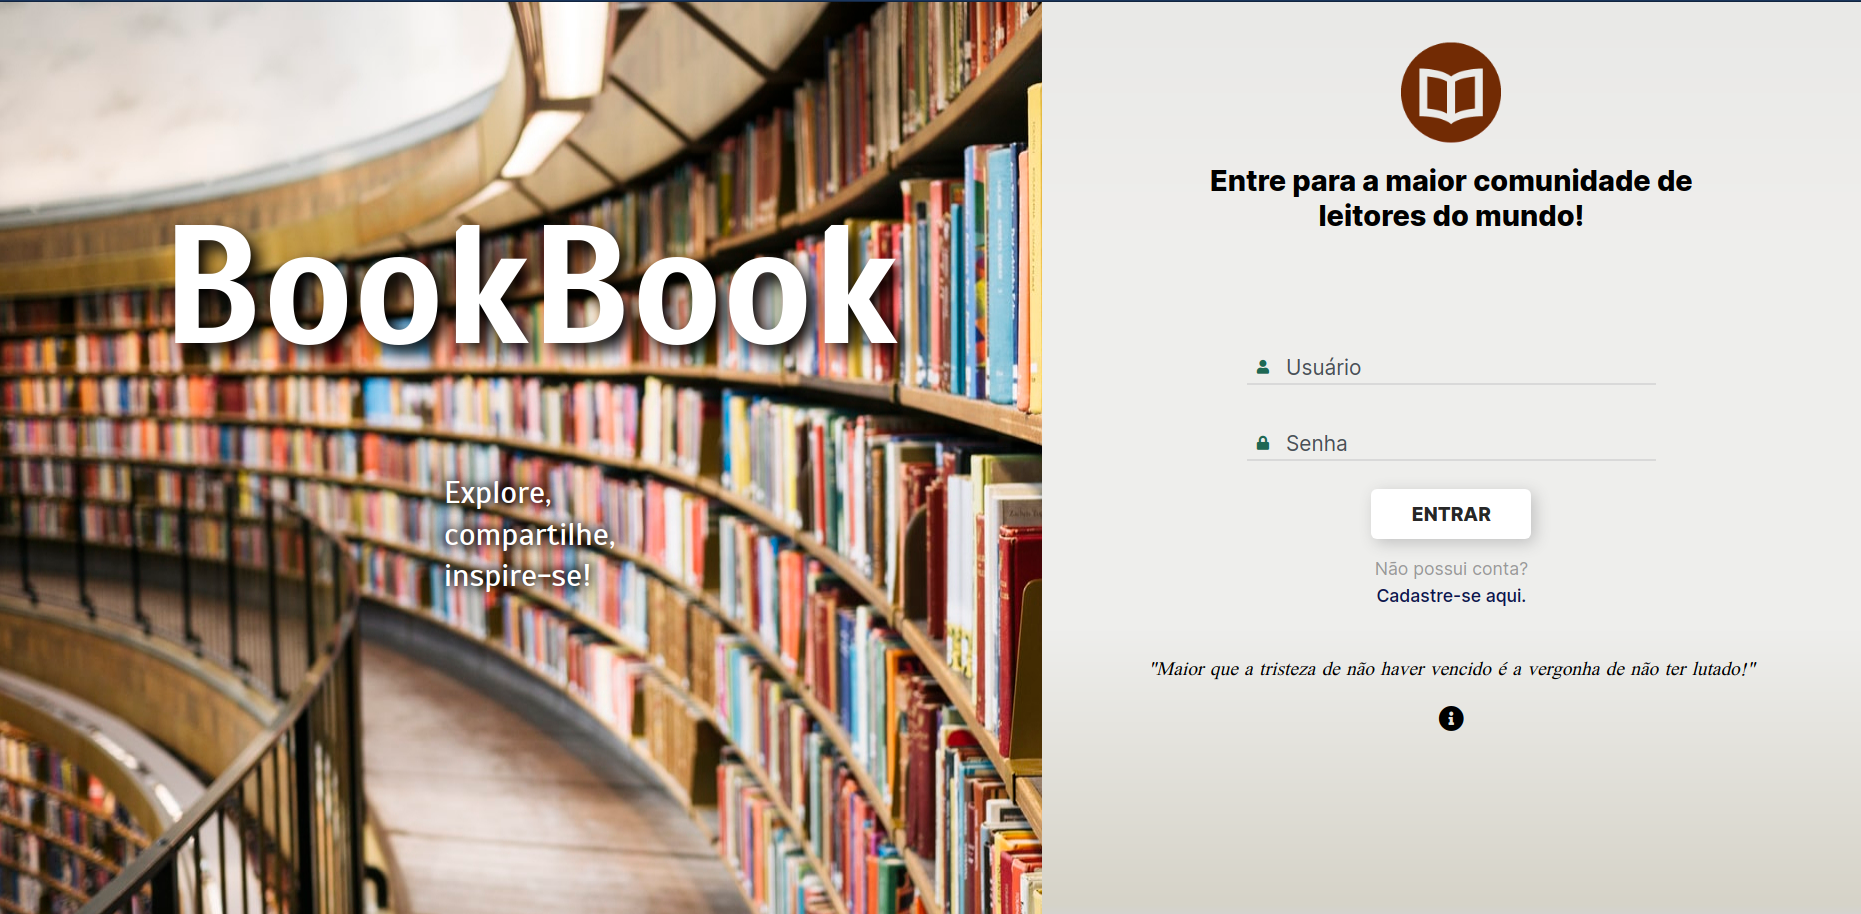 BookBook
Explore,
compartilhe,
inspire-se!
Entre para a maior comunidade de
leitores do mundo!
Usuário
Senha
ENTRAR
Não possui conta?
Cadastre-se aqui.
"Maior que a tristeza de não haver vencido é a vergonha de não ter lutado!"